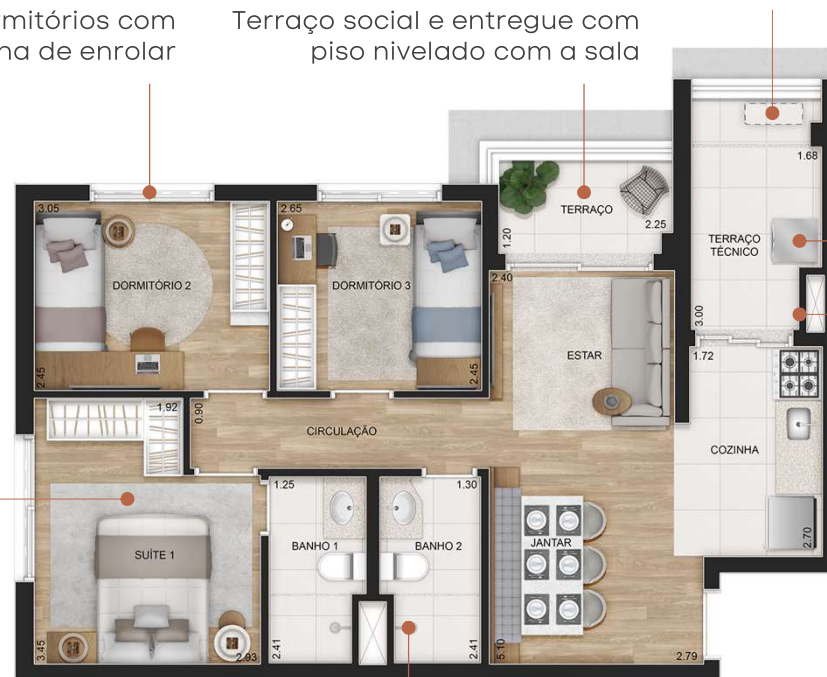 rmitórios com
na de enrolar
Terraço social e entregue com
piso nivelado com a sala
3.05
DORMITÓRIO 2
2.45
2.65
DORMITÓRIO 3
2.45
TERRAÇO
1.20
2.25
1.68
TERRAÇO
TÉCNICO
3.00
2.40
ESTAR
1.72
COZINHA
2.70
0.90
CIRCULAÇÃO
1.92
SUÍTE 1
3.45
2.93
1.25
BANHO 1
2.41
1.30
BANHO 2
2.41
JANTAR
5.10
2.79